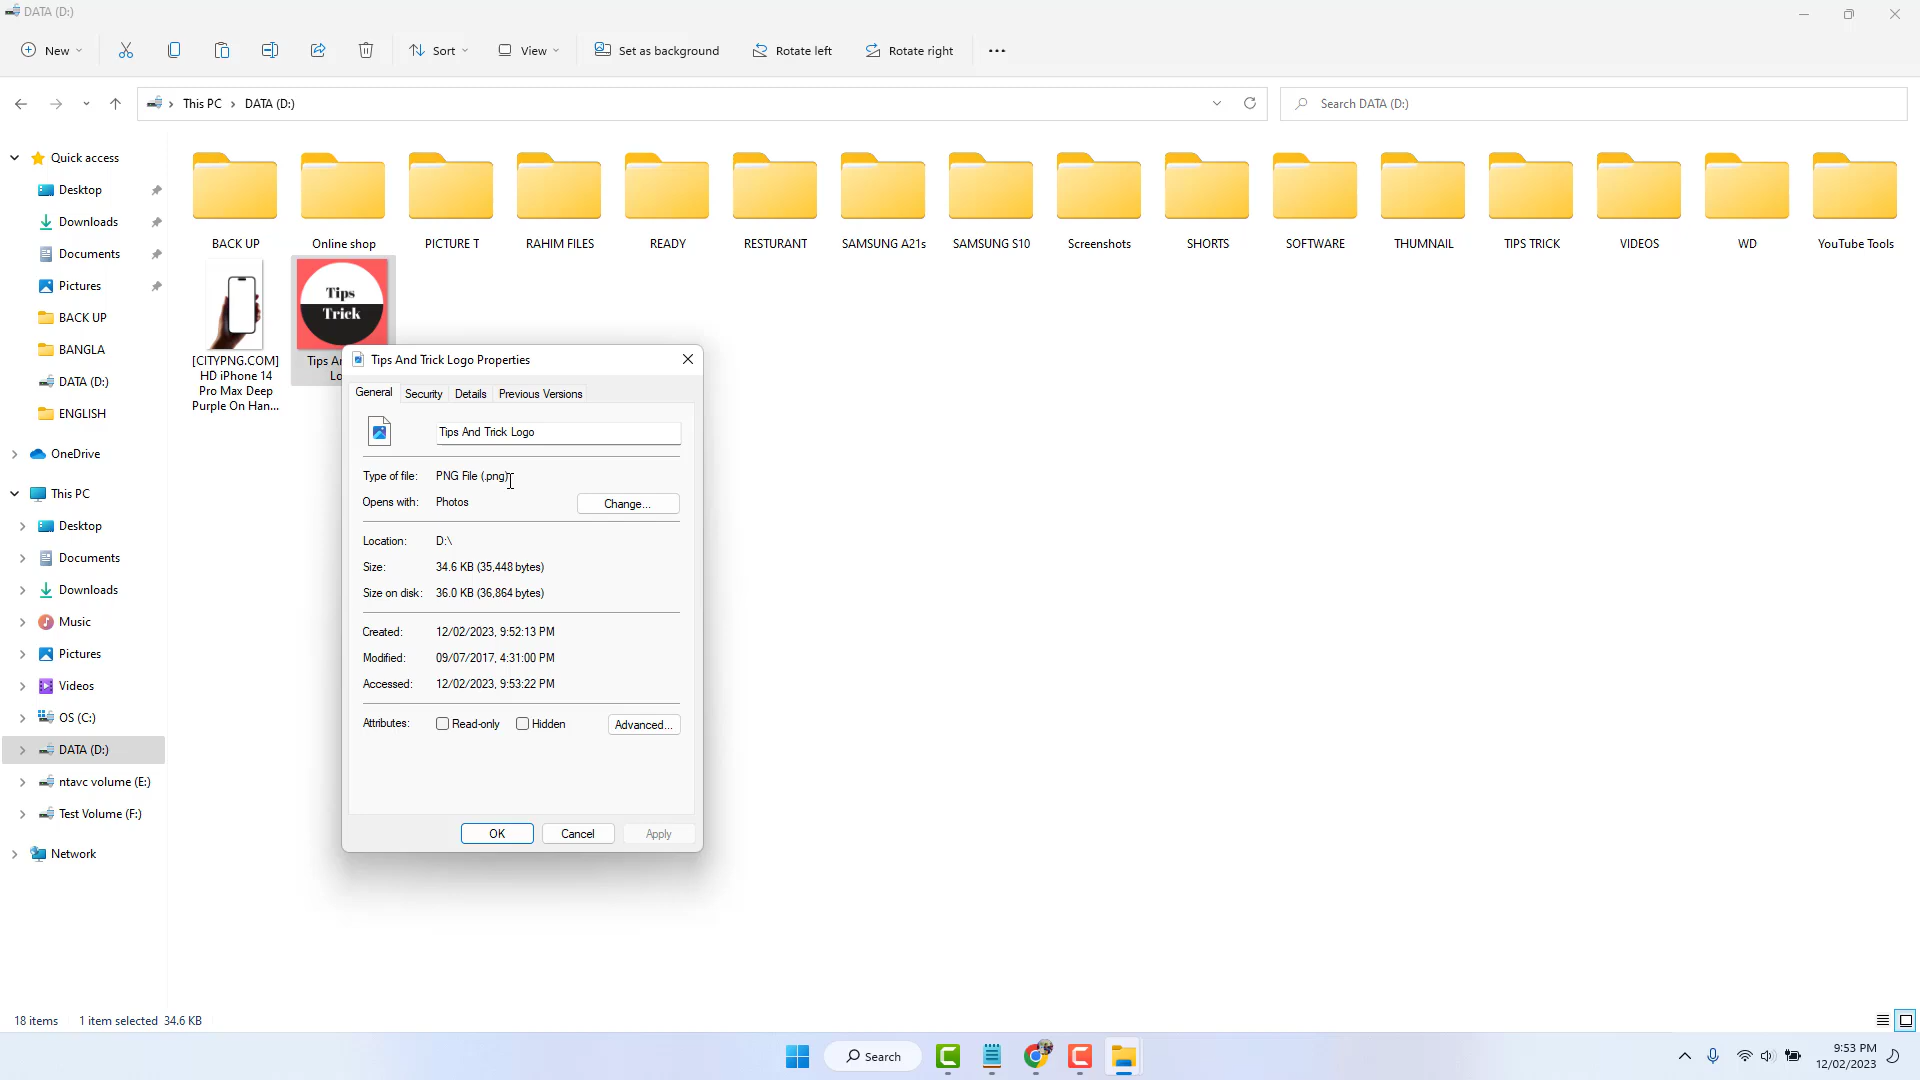 DATA (D:)
New
Sort
View
Set as background
Rotate left
Rotate right
This PC
DATA (D:)
Search DATA (D:)
Quick access
Desktop
Downloads
Documents
Pictures
BACK UP
BANGLA
DATA (D:)
ENGLISH
OneDrive
This PC
Desktop
Documents
Downloads
Music
Pictures
Videos
OS (C:)
DATA (D:)
ntavc volume (E:)
Test Volume (F:)
Network
BACK UP
Online shop
PICTURE T
RAHIM FILES
READY
RESTURANT
SAMSUNG A21s
SAMSUNG S10
Screenshots
SHORTS
SOFTWARE
THUMNAIL
TIPS TRICK
VIDEOS
WD
YouTube Tools
[CITYPNG.COM]
HD iPhone 14
Pro Max Deep
Purple On Han...
Tips
Trick
Tips And Trick Logo Properties
General
Security
Details
Previous Versions
Tips And Trick Logo
Type of file: PNG File (.png)
Opens with: Photos
Change...
Location: D:\
Size: 34.6 KB (35,448 bytes)
Size on disk: 36.0 KB (36,864 bytes)
Created: 12/02/2023, 9:52:13 PM
Modified: 09/07/2017, 4:31:00 PM
Accessed: 12/02/2023, 9:53:22 PM
Attributes: Read-only Hidden Advanced...
OK
Cancel
Apply
18 items
1 item selected 34.6 KB
Search
9:53 PM
12/02/2023